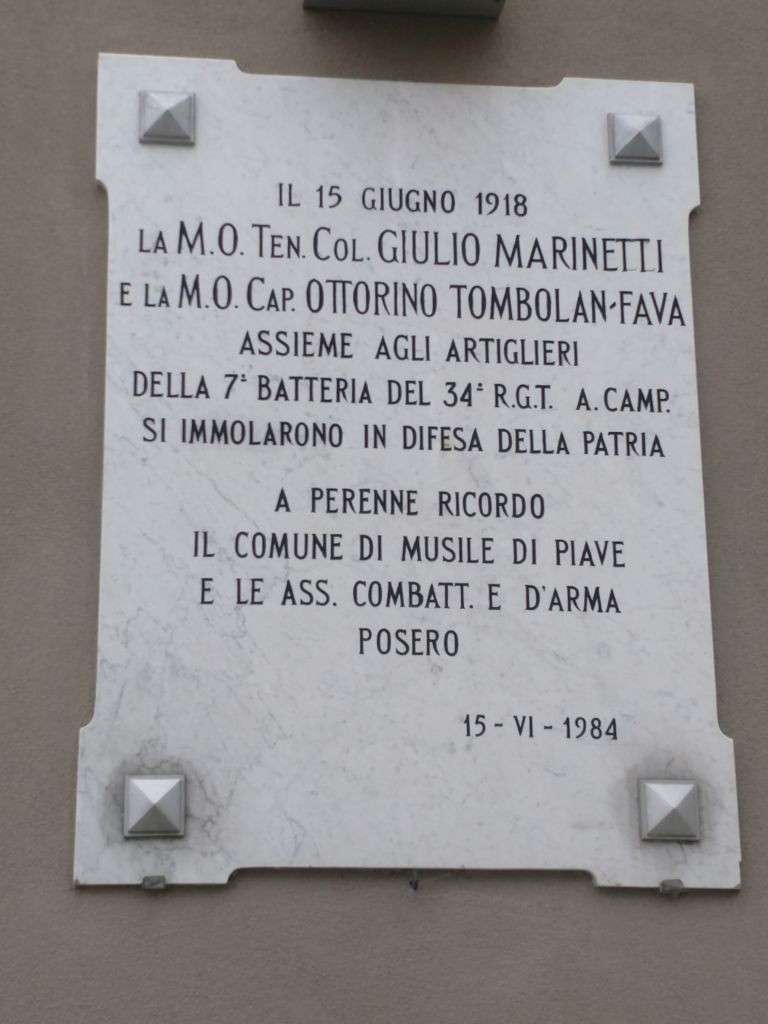 IL 15 GIUGNO 1918
LA M.O. TEN. COL. GIULIO MARINETTI
E LA M.O. CAP. OTTORINO TOMBOLAN-FAVA
ASSIEME AGLI ARTIGLIERI
DELLA 7ª BATTERIA DEL 34º R.G.T. A. CAMP.
SI IMMOLARONO IN DIFESA DELLA PATRIA
A PERENNE RICORDO
IL COMUNE DI MUSILE DI PIAVE
E LE ASS. COMBATT. E D'ARMA
POSERO
15 - VI - 1984